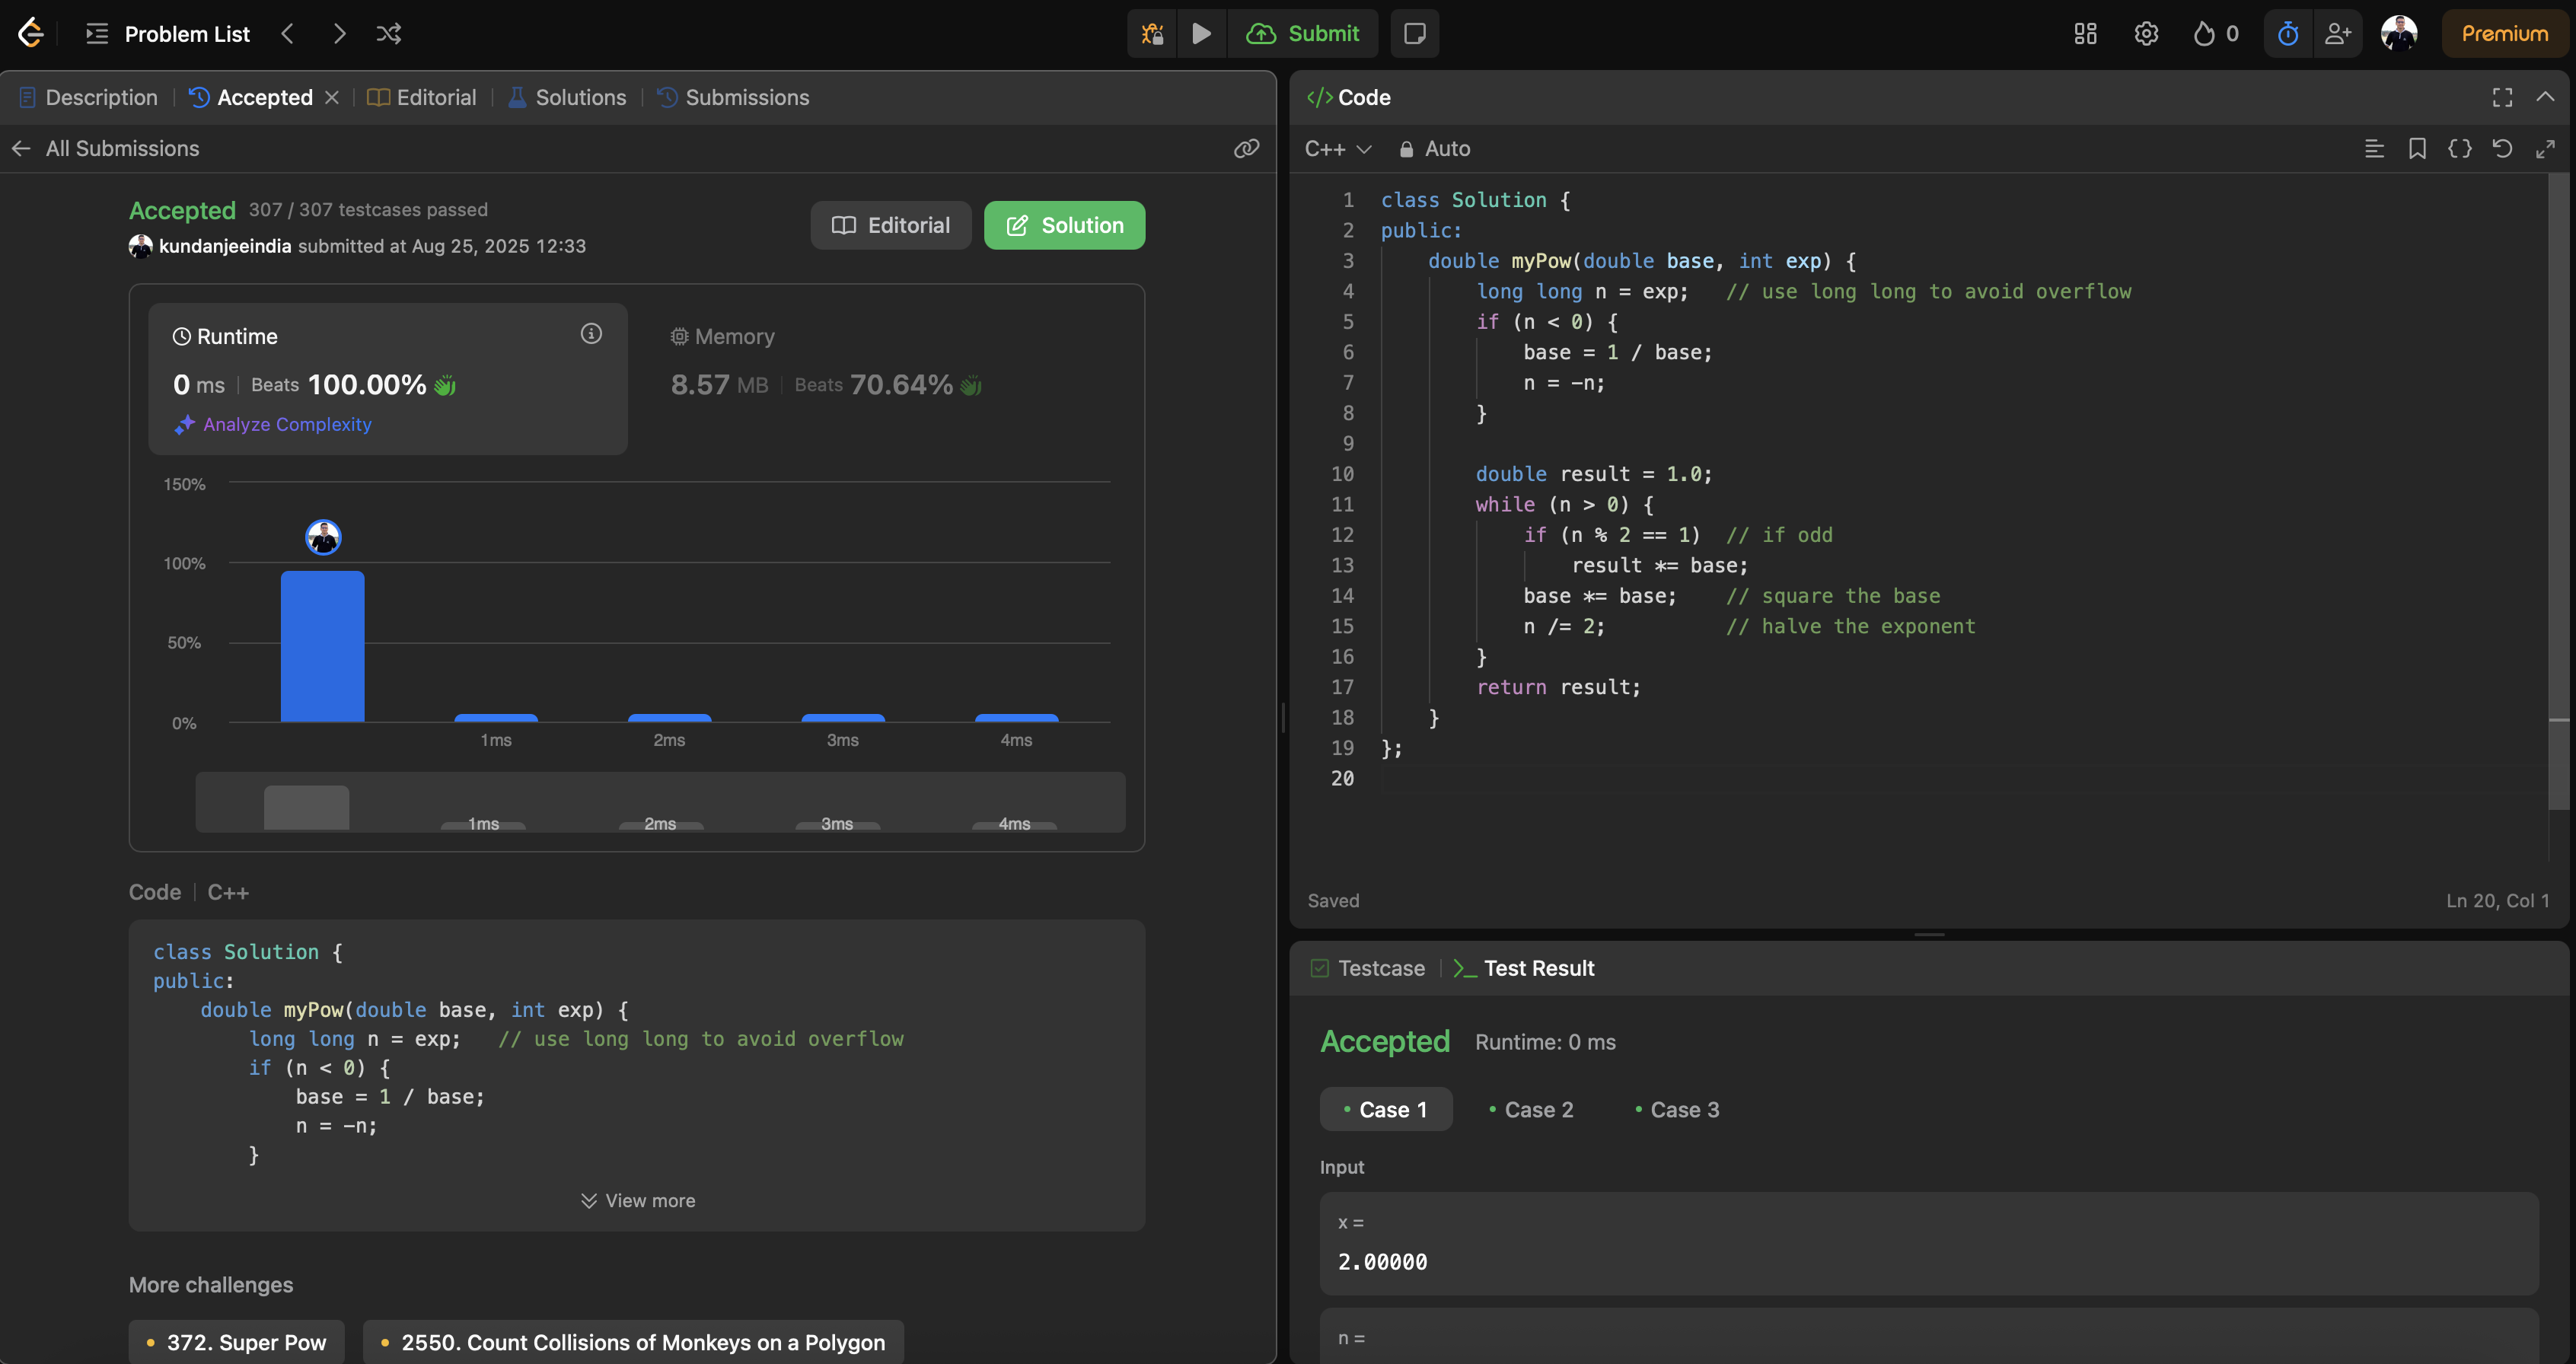 Problem List
Submit
0
Premium
Description
Accepted
Editorial
Solutions
Submissions
All Submissions
Accepted 307 / 307 testcases passed
kundanjeeindia submitted at Aug 25, 2025 12:33
Editorial
Solution
Runtime
0 ms Beats 100.00%
Analyze Complexity
Memory
8.57 MB Beats 70.64%
150%
100%
50%
0%
1ms 2ms 3ms 4ms
1ms 2ms 3ms 4ms
Code C++
class Solution {
public:
    double myPow(double base, int exp) {
        long long n = exp;   // use long long to avoid overflow
        if (n < 0) {
            base = 1 / base;
            n = -n;
        }
View more
More challenges
372. Super Pow
2550. Count Collisions of Monkeys on a Polygon
</> Code
C++ Auto
1 class Solution {
2 public:
3     double myPow(double base, int exp) {
4         long long n = exp;   // use long long to avoid overflow
5         if (n < 0) {
6             base = 1 / base;
7             n = -n;
8         }
9
10         double result = 1.0;
11         while (n > 0) {
12             if (n % 2 == 1)  // if odd
13                 result *= base;
14             base *= base;    // square the base
15             n /= 2;          // halve the exponent
16         }
17         return result;
18     }
19 };
20
Saved
Ln 20, Col 1
Testcase
>_ Test Result
Accepted Runtime: 0 ms
Case 1
Case 2
Case 3
Input
x =
2.00000
n =